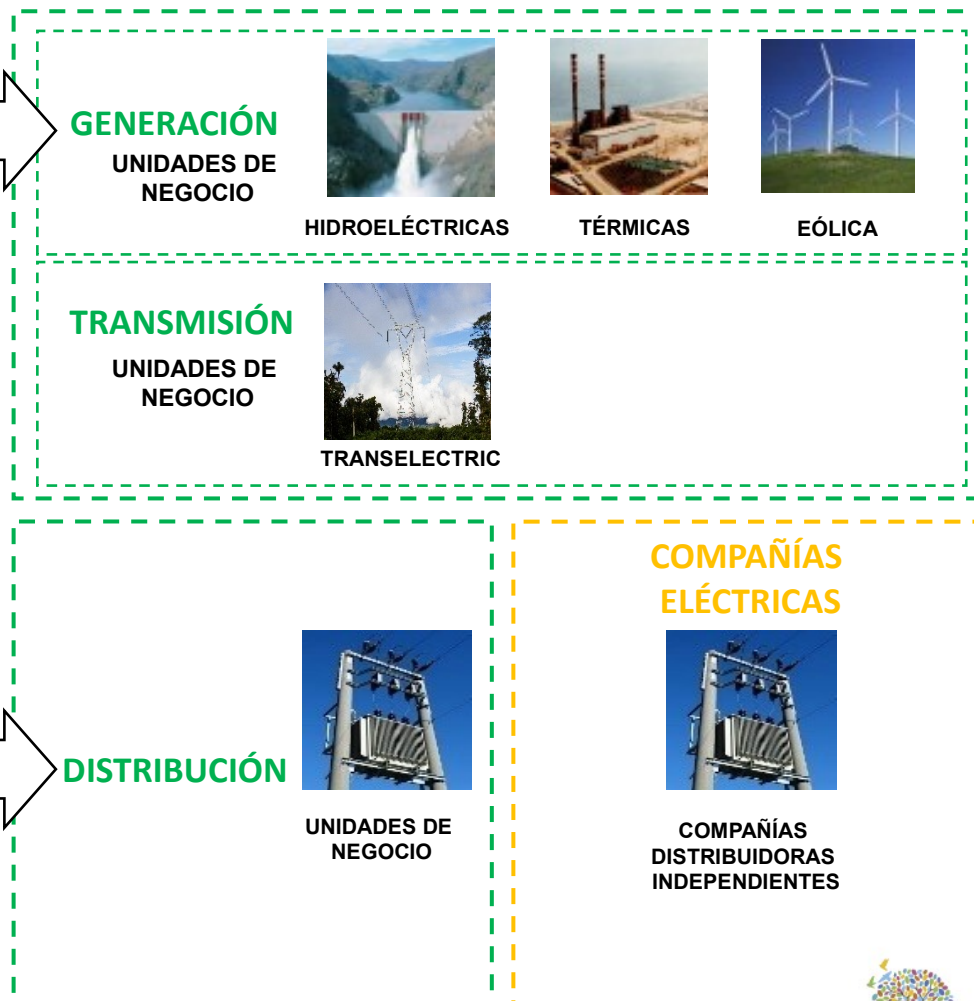 GENERACIÓN
UNIDADES DE
NEGOCIO
HIDROELÉCTRICAS
TÉRMICAS
EÓLICA
TRANSMISIÓN
UNIDADES DE
NEGOCIO
TRANSELECTRIC
DISTRIBUCIÓN
UNIDADES DE
NEGOCIO
COMPAÑÍAS
ELÉCTRICAS
COMPAÑÍAS
DISTRIBUIDORAS
INDEPENDIENTES